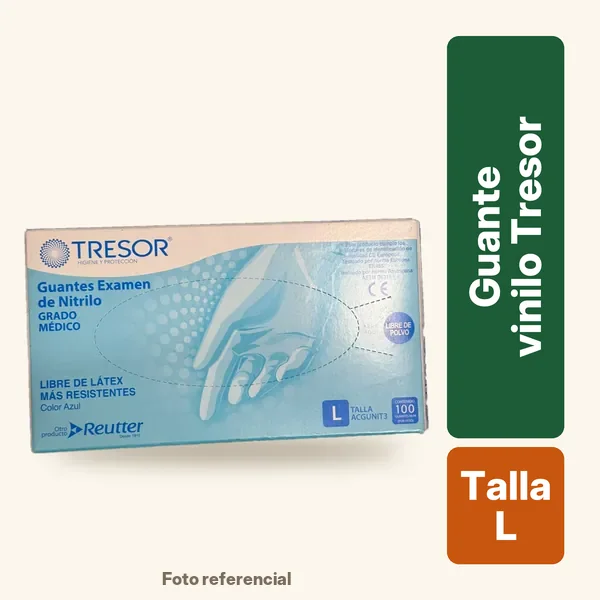 TRESOR®
HIGIENE Y PROTECCIÓN
Guantes Examen
de Nitrilo
GRADO
MÉDICO
LIBRE DE LÁTEX
MÁS RESISTENTES
Color Azul
Otro
producto
Reutter
CE
LIBRE DE
POLVO
L
TALLA
ACGUNIT3
100
Guante
vinilo Tresor
Talla
L
Foto referencial